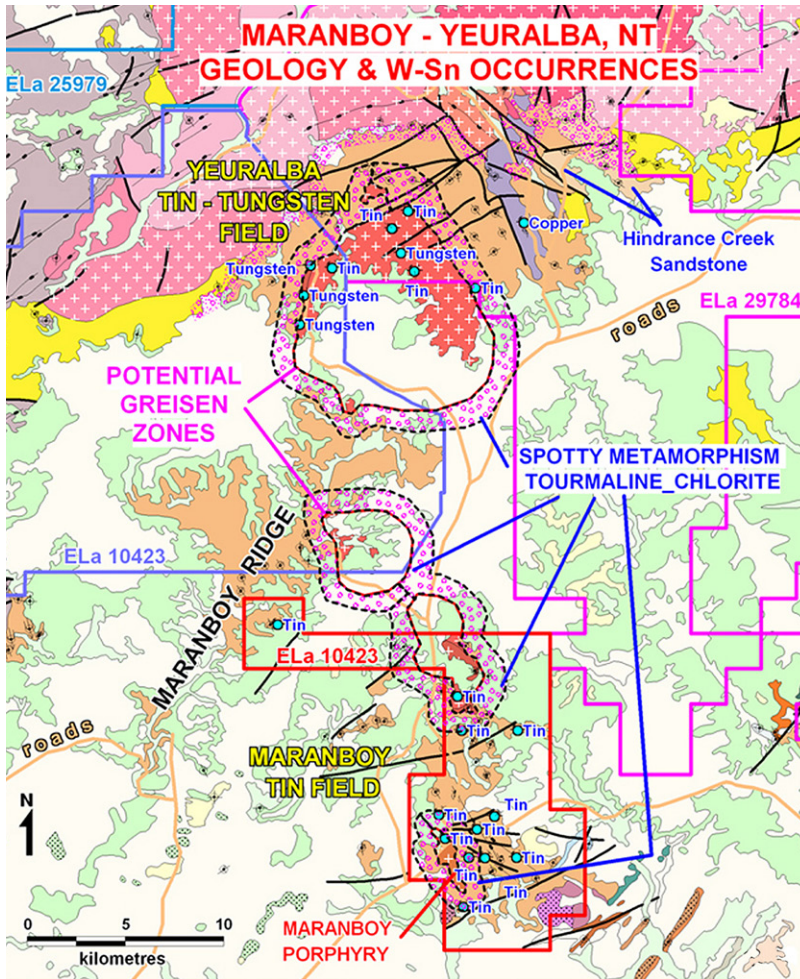 MARANBOY - YEURALBA, NT
GEOLOGY & W-Sn OCCURRENCES
ELa 25979
YEURALBA
TIN - TUNGSTEN
FIELD
Tin
Tin
Copper
Hindrance Creek
Sandstone
Tungsten
Tungsten
Tin
Tin
Tin
Tungsten
Tungsten
ELa 29784
roads
POTENTIAL
GREISEN
ZONES
SPOTTY METAMORPHISM
TOURMALINE_CHLORITE
MARANBOY RIDGE
ELa 10423
Tin
ELa 10423
Tin
Tin
Tin
roads
MARANBOY
TIN FIELD
N
Tin
Tin
Tin
Tin
Tin
Tin
Tin
Tin
0 5 10
kilometres
MARANBOY
PORPHYRY